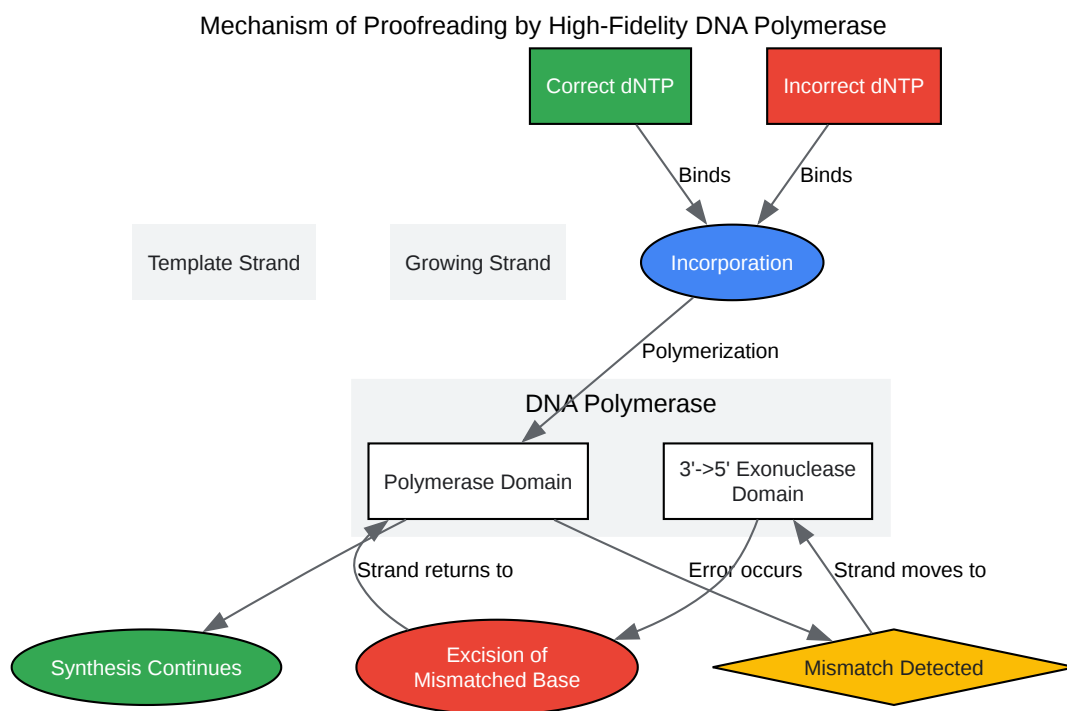 Mechanism of Proofreading by High-Fidelity DNA Polymerase
Correct dNTP
Incorrect dNTP
Binds
Binds
Template Strand
Growing Strand
Incorporation
Polymerization
DNA Polymerase
Polymerase Domain
3'->5' Exonuclease
Domain
Strand returns to
Error occurs
Strand moves to
Synthesis Continues
Excision of
Mismatched Base
Mismatch Detected